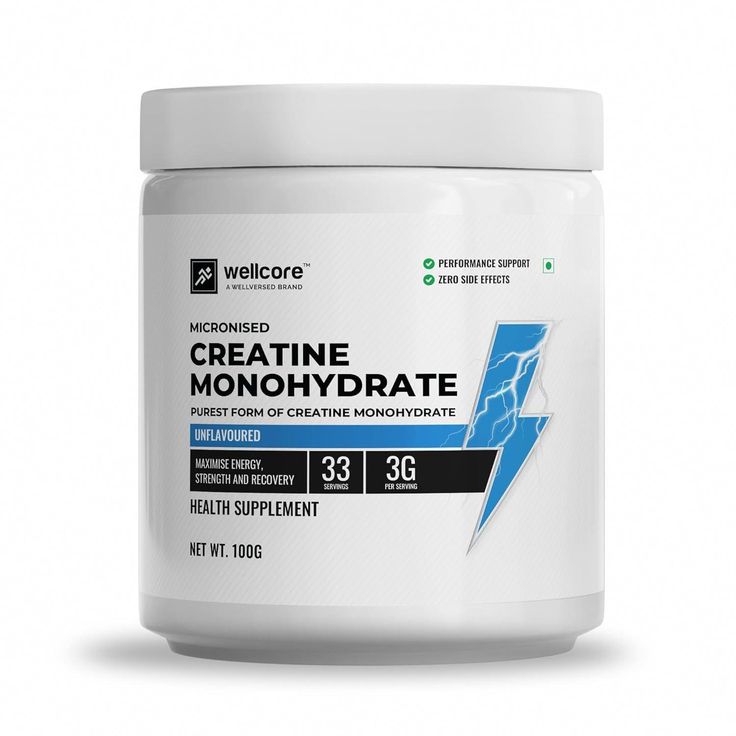 wellcore™
A WELLVERSED BRAND
PERFORMANCE SUPPORT
ZERO SIDE EFFECTS
MICRONISED
CREATINE
MONOHYDRATE
PUREST FORM OF CREATINE MONOHYDRATE
UNFLAVOURED
MAXIMISE ENERGY,
STRENGTH AND RECOVERY
33
SERVINGS
3G
PER SERVING
HEALTH SUPPLEMENT
NET WT. 100G